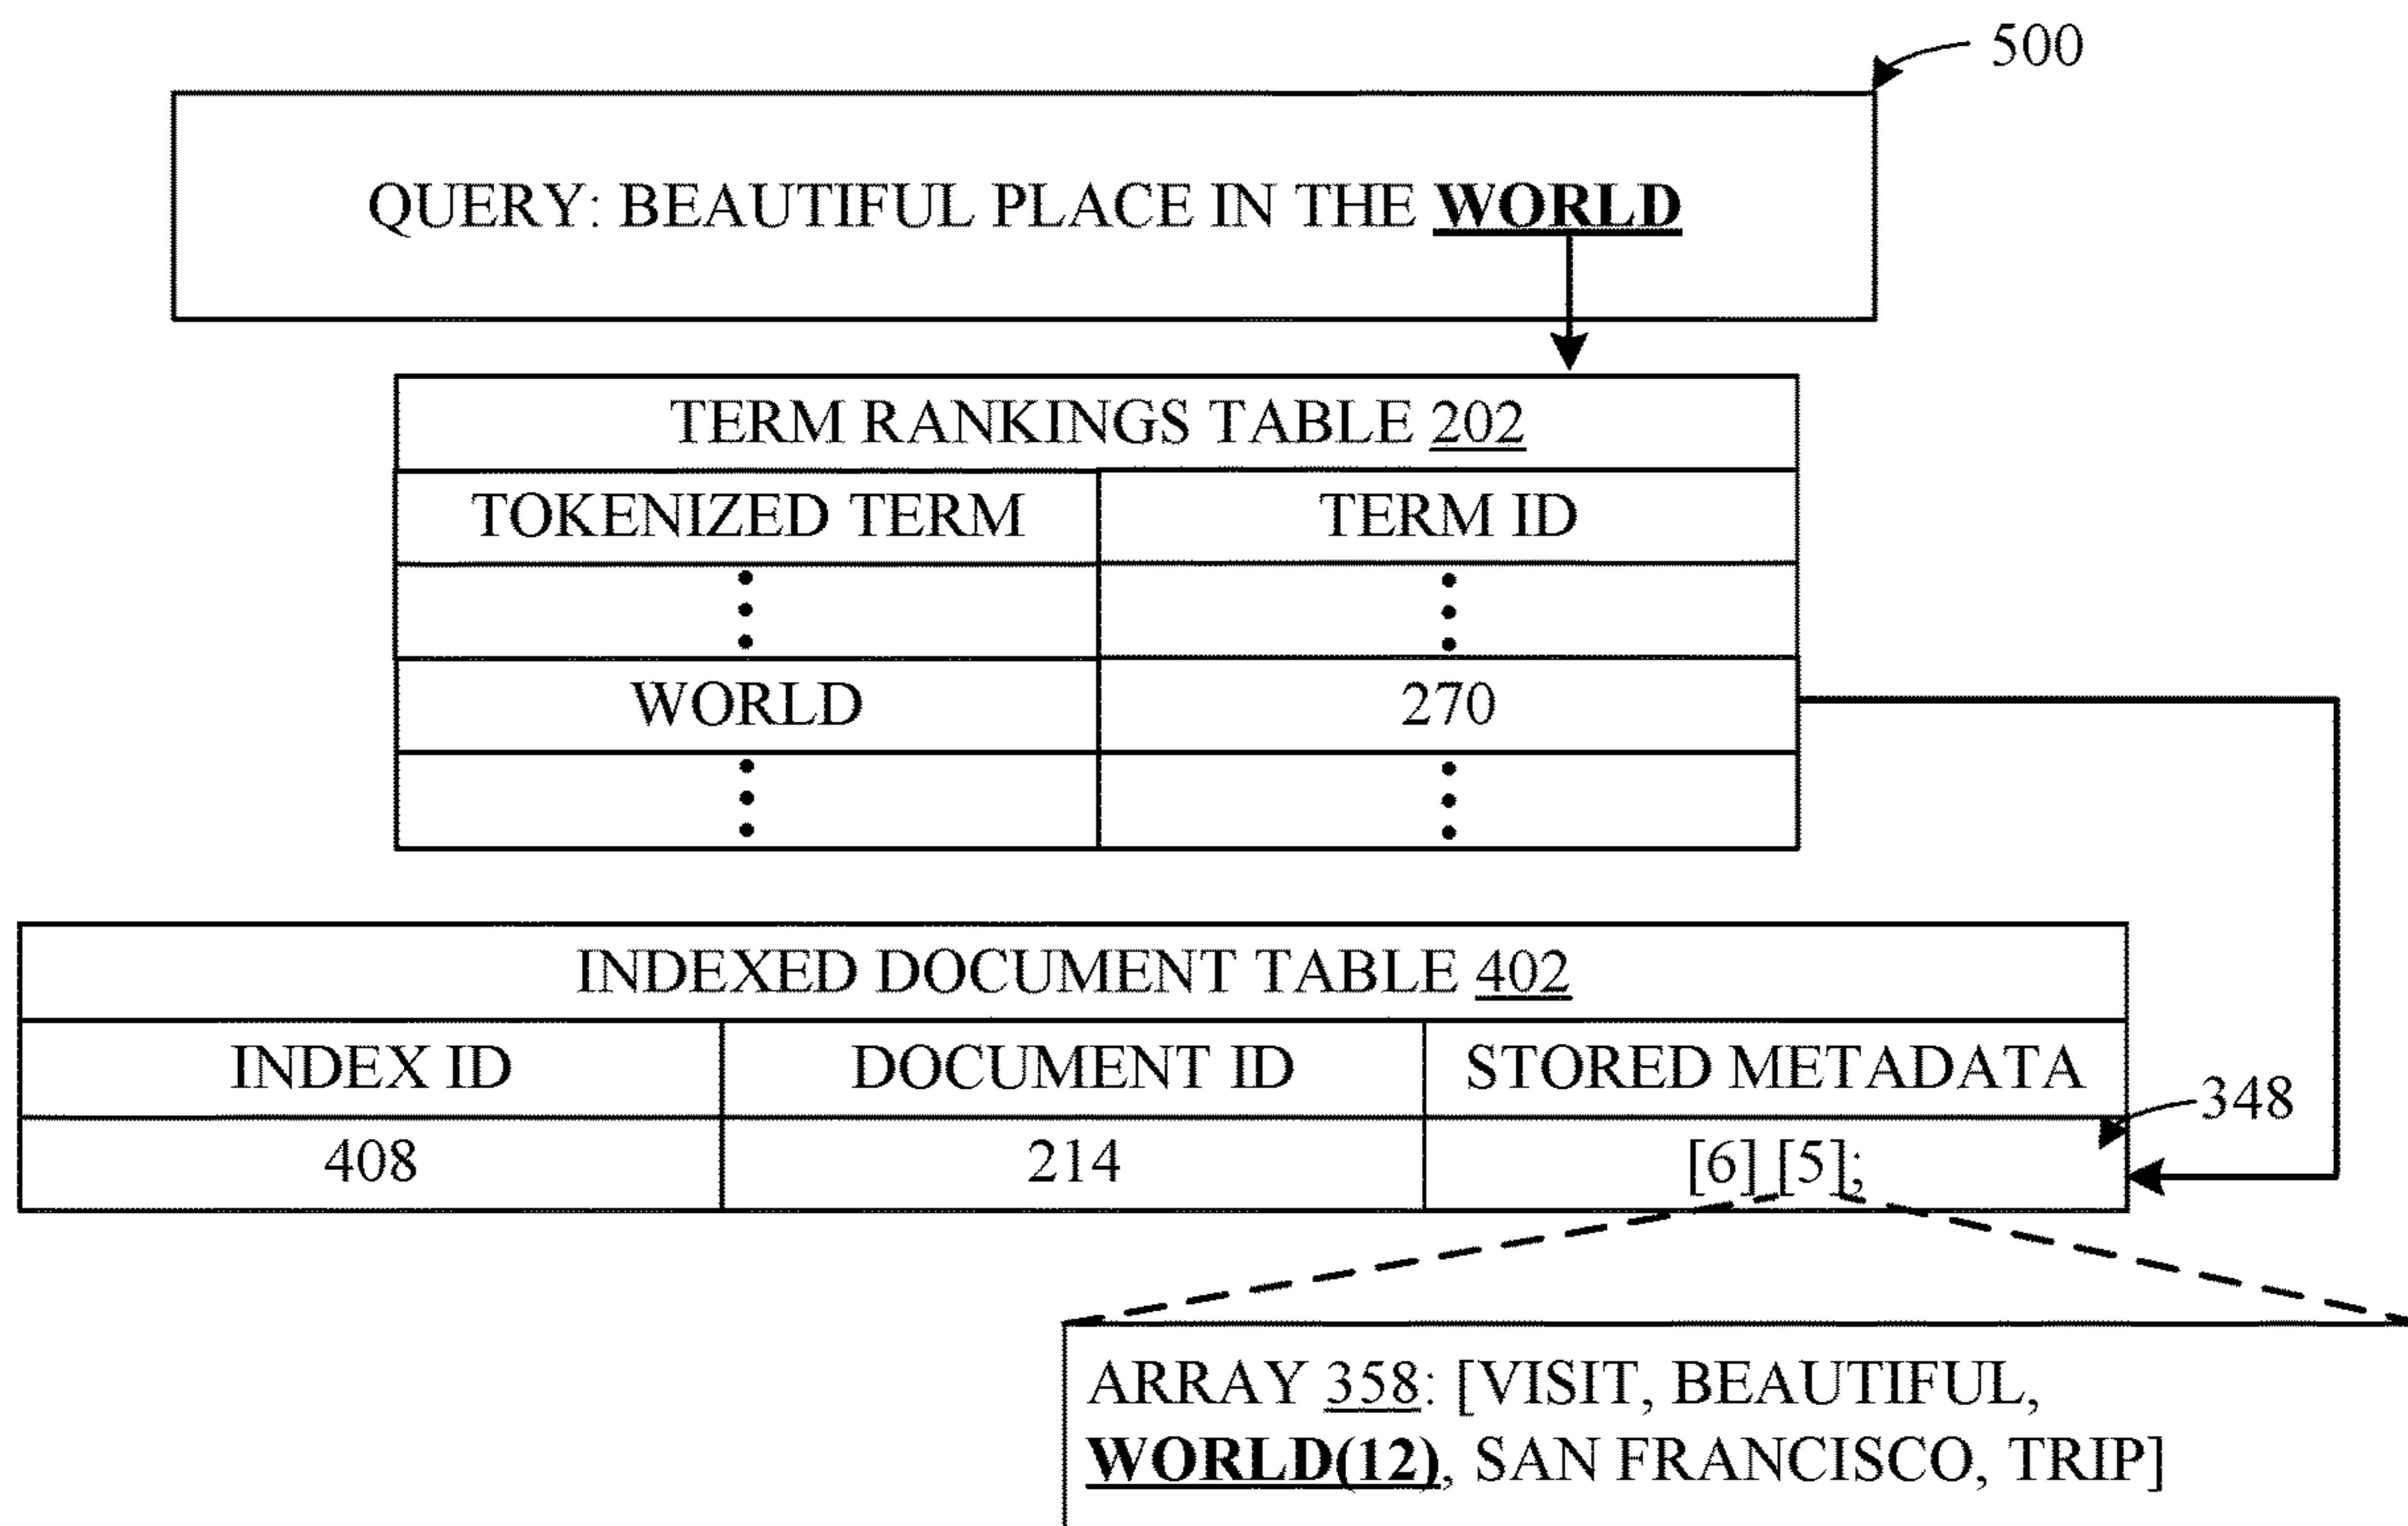 500
QUERY: BEAUTIFUL PLACE IN THE WORLD
TERM RANKINGS TABLE 202
TOKENIZED TERM TERM ID
WORLD 270
INDEXED DOCUMENT TABLE 402
INDEX ID DOCUMENT ID STORED METADATA
348
408 214 [6] [5];
ARRAY 358: [VISIT, BEAUTIFUL,
WORLD(12), SAN FRANCISCO, TRIP]